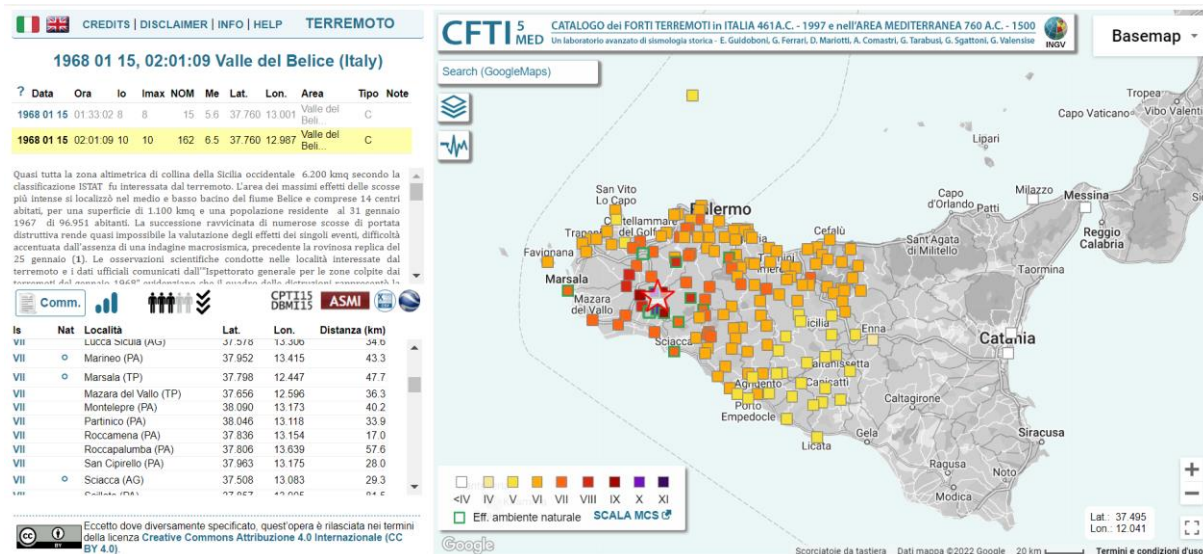 CREDITS | DISCLAIMER | INFO | HELP TERREMOTO
1968 01 15, 02:01:09 Valle del Belice (Italy)
? Data Ora Io Imax NOM Me Lat. Lon. Area Tipo Note
1968 01 15 01:33:02 8 8 15 5.6 37.760 13.001 Valle del Beli... C
1968 01 15 02:01:09 10 10 162 6.5 37.760 12.987 Valle del Beli... C
Quasi tutta la zona altimetrica di collina della Sicilia occidentale 6.200 kmq secondo la
classificazione ISTAT fu interessata dal terremoto. L'area dei massimi effetti delle scosse
più intense si localizzò nel medio e basso bacino del fiume Belice e comprese 14 centri
abitati, per una superficie di 1.100 kmq e una popolazione residente al 31 gennaio
1967 di 96.951 abitanti. La successione ravvicinata di numerose scosse di portata
distruttiva rende quasi impossibile la valutazione degli effetti dei singoli eventi, difficoltà
accentuata dall'assenza di una indagine macrosismica, precedente la rovinosa replica del
25 gennaio (1). Le osservazioni scientifiche condotte nelle località interessate dal
terremoto e i dati ufficiali comunicati dall'"Ispettorato generale per le zone colpite dai
Comm. CPTI15 DBMI15 ASMI
Is Nat Località Lat. Lon. Distanza (km)
VII Lucca Sicula (AG) 37.578 13.306 34.6
VII Marineo (PA) 37.952 13.415 43.3
VII Marsala (TP) 37.798 12.447 47.7
VII Mazara del Vallo (TP) 37.656 12.596 36.3
VII Montelepre (PA) 38.090 13.173 40.2
VII Partinico (PA) 38.046 13.118 33.9
VII Roccamena (PA) 37.836 13.154 17.0
VII Roccapalumba (PA) 37.806 13.639 57.6
VII San Cipirello (PA) 37.963 13.175 28.0
VII Sciacca (AG) 37.508 13.083 29.3
cc BY
Eccetto dove diversamente specificato, quest'opera è rilasciata nei termini
della licenza Creative Commons Attribuzione 4.0 Internazionale (CC
BY 4.0).
CFTI 5 MED
CATALOGO dei FORTI TERREMOTI in ITALIA 461 A.C. - 1997 e nell'AREA MEDITERRANEA 760 A.C. - 1500
Un laboratorio avanzato di sismologia storica - E. Guidoboni, G. Ferrari, D. Mariotti, A. Comastri, G. Tarabusi, G. Sgattoni, G. Valensise
INGV
Basemap
Search (GoogleMaps)
Tropea
Capo Vaticano
Vibo Valenti
Lipari
San Vito
Lo Capo
Palermo
Capo
d'Orlando
Patti
Milazzo
Messina
Castellammare
del Golfo
Reggio
Calabria
Cefalù
Sant'Agata
di Militello
Favignana
Taormina
Marsala
Mazara
del Vallo
Enna
Catania
Sciacca
Agrigento
Canicatti
Caltagirone
Porto
Empedocle
Gela
Licata
Siracusa
Ragusa
Noto
Modica
<IV IV V VI VII VIII IX X XI
Eff. ambiente naturale SCALA MCS
Lat.: 37.495
Lon.: 12.041
Google
Scorciatoie da tastiera Dati mappa ©2022 Google 20 km Termini e condizioni d'uso